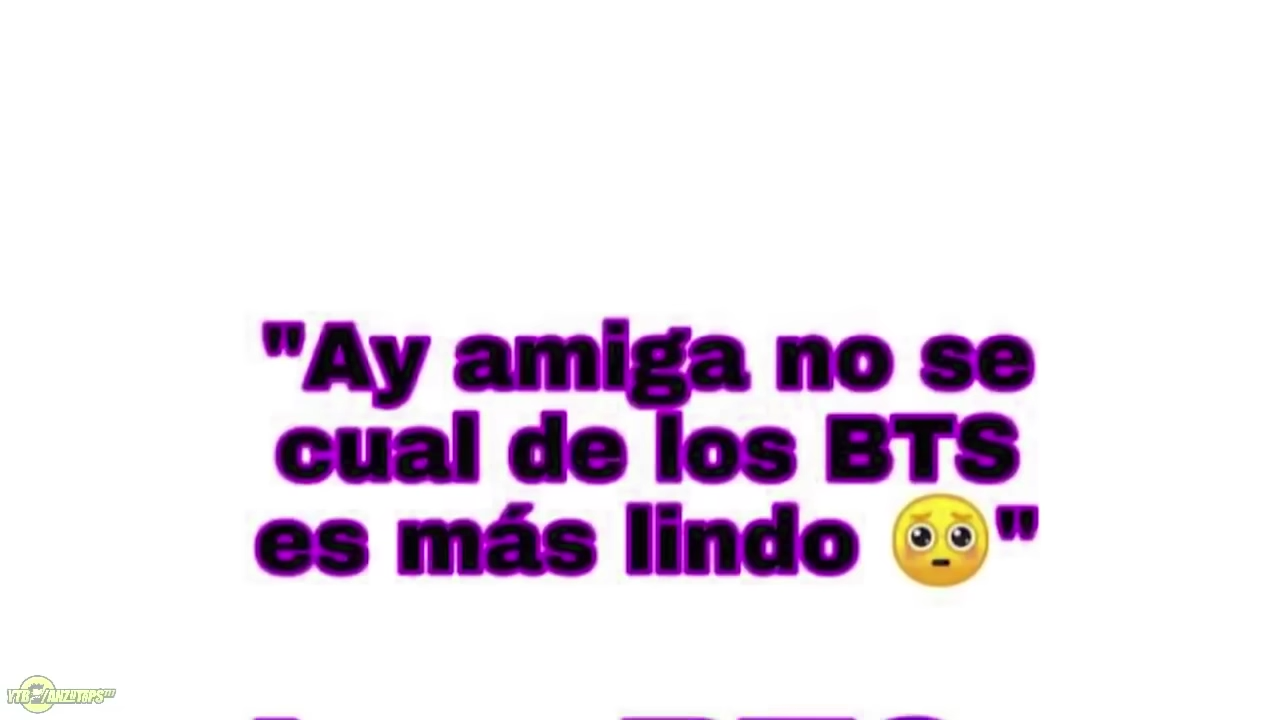 "Ay amiga no se
cual de los BTS
es más lindo 🥺"